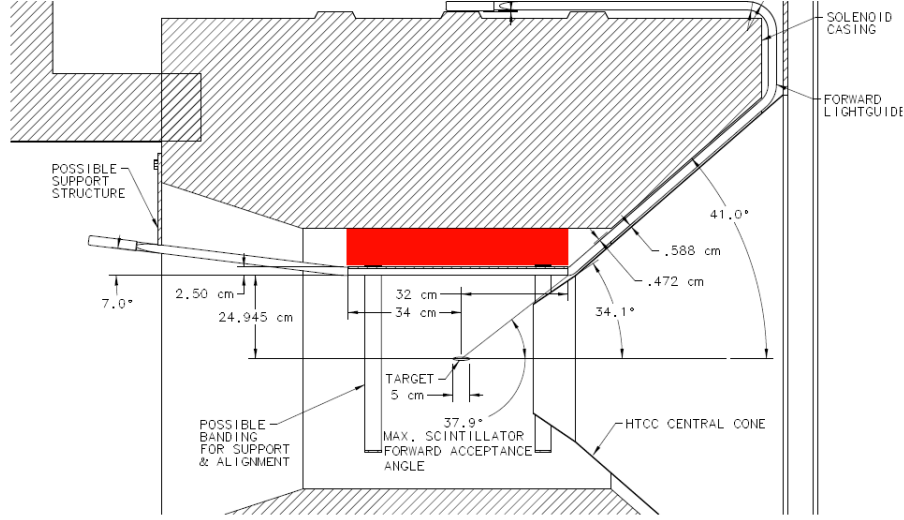 SOLENOID
CASING
FORWARD
LIGHTGUIDE
POSSIBLE
SUPPORT
STRUCTURE
41.0°
.588 cm
.472 cm
7.0°
2.50 cm
32 cm
24.945 cm
34 cm
34.1°
TARGET
5 cm
37.9°
MAX. SCINTILLATOR
FORWARD ACCEPTANCE
ANGLE
POSSIBLE
BANDING
FOR SUPPORT
& ALIGNMENT
HTCC CENTRAL CONE